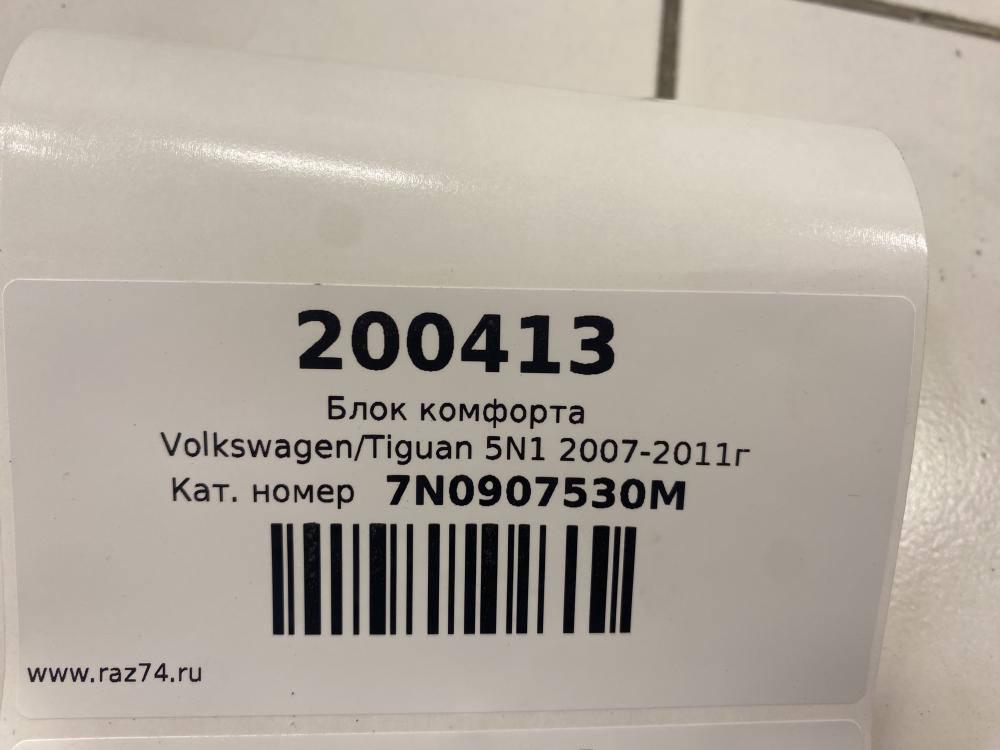 200413
Блок комфорта
Volkswagen/Tiguan 5N1 2007-2011г
Кат. номер 7N0907530M
www.raz74.ru